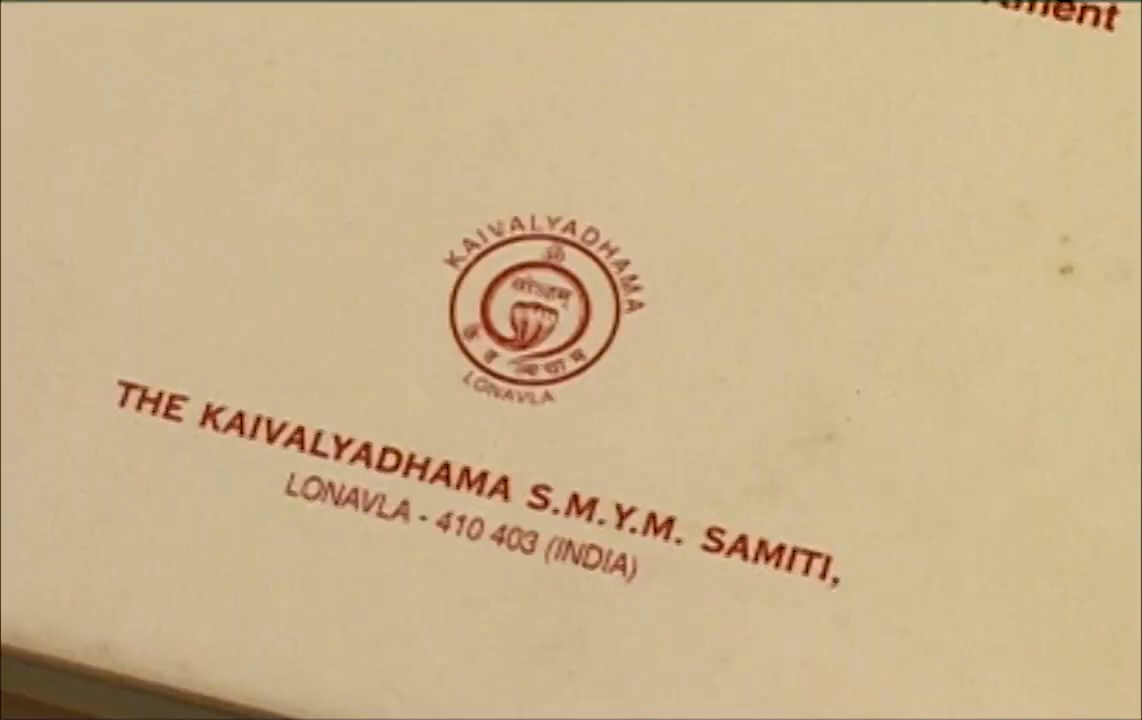 KAIVALYADHAMA
LONAVLA
THE KAIVALYADHAMA S.M.Y.M. SAMITI,
LONAVLA - 410 403 (INDIA)